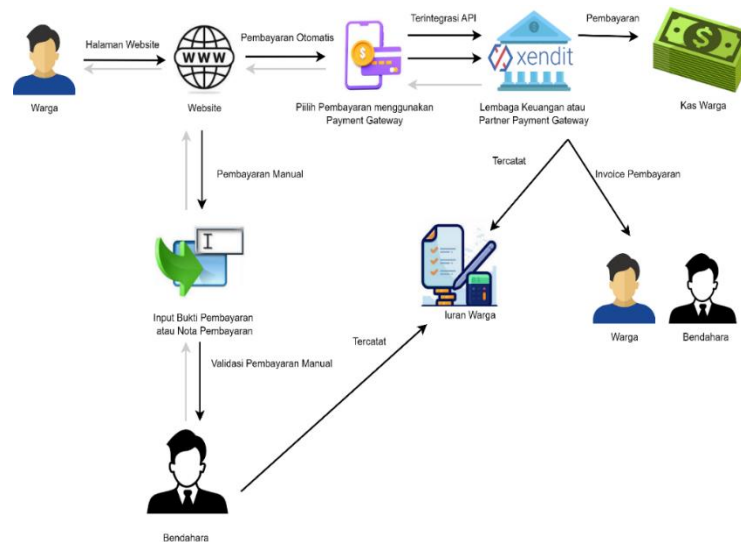 Halaman Website
Pembayaran Otomatis
Terintegrasi API
Pembayaran
WWW
xendit
Warga
Website
Piilih Pembayaran menggunakan
Payment Gateway
Lembaga Keuangan atau
Partner Payment Gateway
Kas Warga
Pembayaran Manual
Tercatat
Invoice Pembayaran
Input Bukti Pembayaran
atau Nota Pembayaran
Iuran Warga
Warga
Bendahara
Tercatat
Validasi Pembayaran Manual
Bendahara